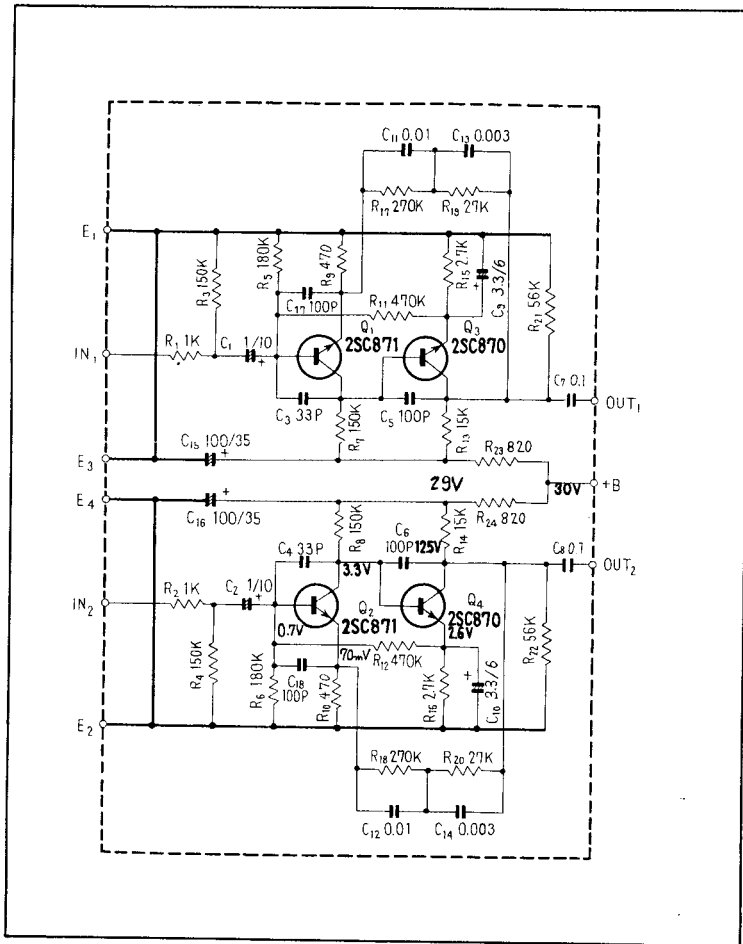 C₁₁ 0.01 C₁₃ 0.003
R₁₇ 270K R₁₉ 27K
E₁
R₃ 150K
R₅ 180K
R₉ 470
R₁₅ 2.7K
C₉ 3.3/6
+
R₂₁ 56K
C₁₇ 100P
R₁₁ 470K
Q₁ Q₃
2SC871 2SC870
IN₁
R₁ 1K
C₁ 1/10
+
C₃ 33P
R₇ 150K
C₅ 100P
R₁₃ 15K
C₇ 0.1
OUT₁
E₃
C₁₅ 100/35
+
R₂₃ 820
29V
30V
+B
E₄
C₁₆ 100/35
+
R₂₄ 820
R₈ 150K
C₆
100P
125V
R₁₄ 15K
C₄ 33P
3.3V
C₈ 0.1
OUT₂
IN₂
R₂ 1K
C₂ 1/10
+
Q₂ Q₄
2SC871 2SC870
0.7V
2.6V
70mV
R₁₂ 470K
R₄ 150K
R₆ 180K
C₁₈
100P
R₁₀ 470
R₁₆ 2.7K
+
C₁₀ 3.3/6
R₂₂ 56K
E₂
R₁₈ 270K R₂₀ 27K
C₁₂ 0.01 C₁₄ 0.003